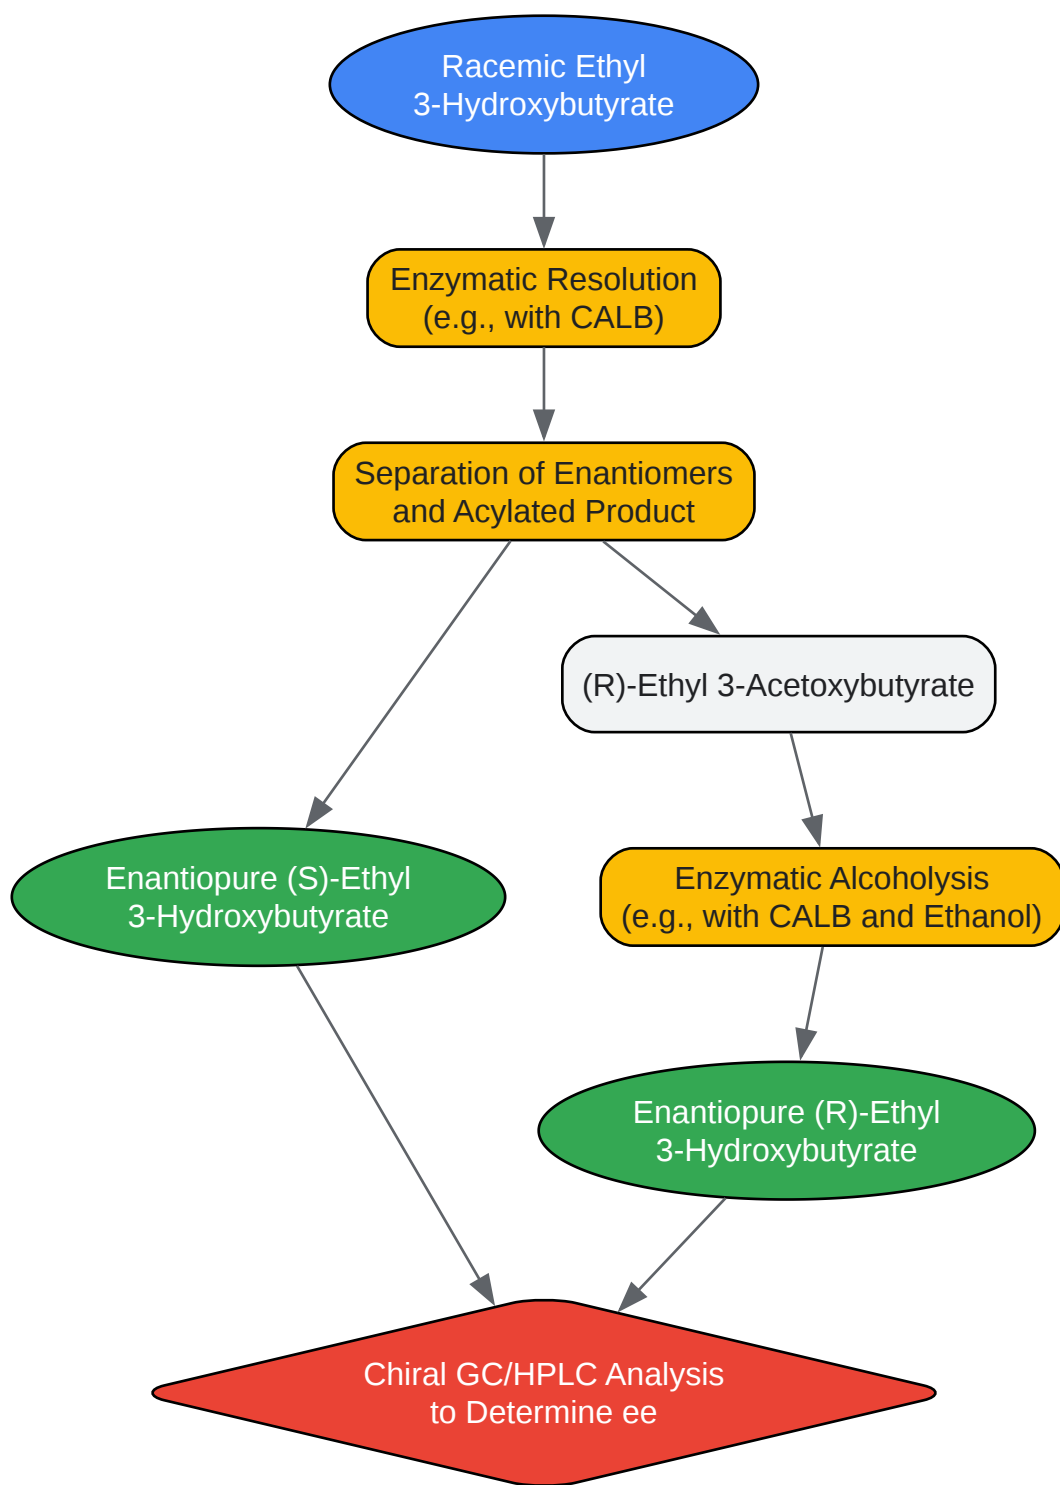 Racemic Ethyl
3-Hydroxybutyrate
Enzymatic Resolution
(e.g., with CALB)
Separation of Enantiomers
and Acylated Product
(R)-Ethyl 3-Acetoxybutyrate
Enantiopure (S)-Ethyl
3-Hydroxybutyrate
Enzymatic Alcoholysis
(e.g., with CALB and Ethanol)
Enantiopure (R)-Ethyl
3-Hydroxybutyrate
Chiral GC/HPLC Analysis
to Determine ee